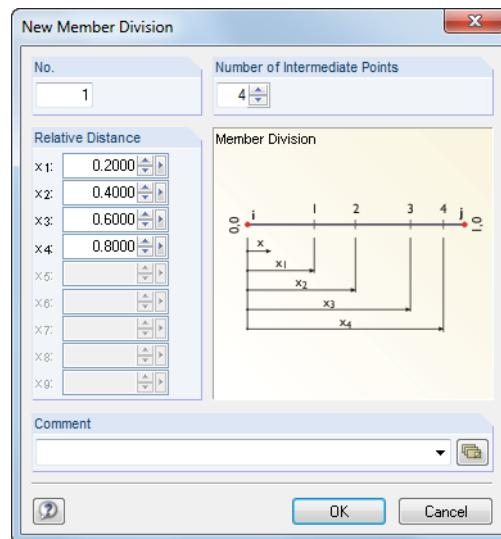 New Member Division
No.
1
Number of Intermediate Points
4
Relative Distance
x1: 0.2000
x2: 0.4000
x3: 0.6000
x4: 0.8000
x5:
x6:
x7:
x8:
x9:
Member Division
0,0 i 1 2 3 4 j 1,0
x
x1
x2
x3
x4
Comment
OK Cancel